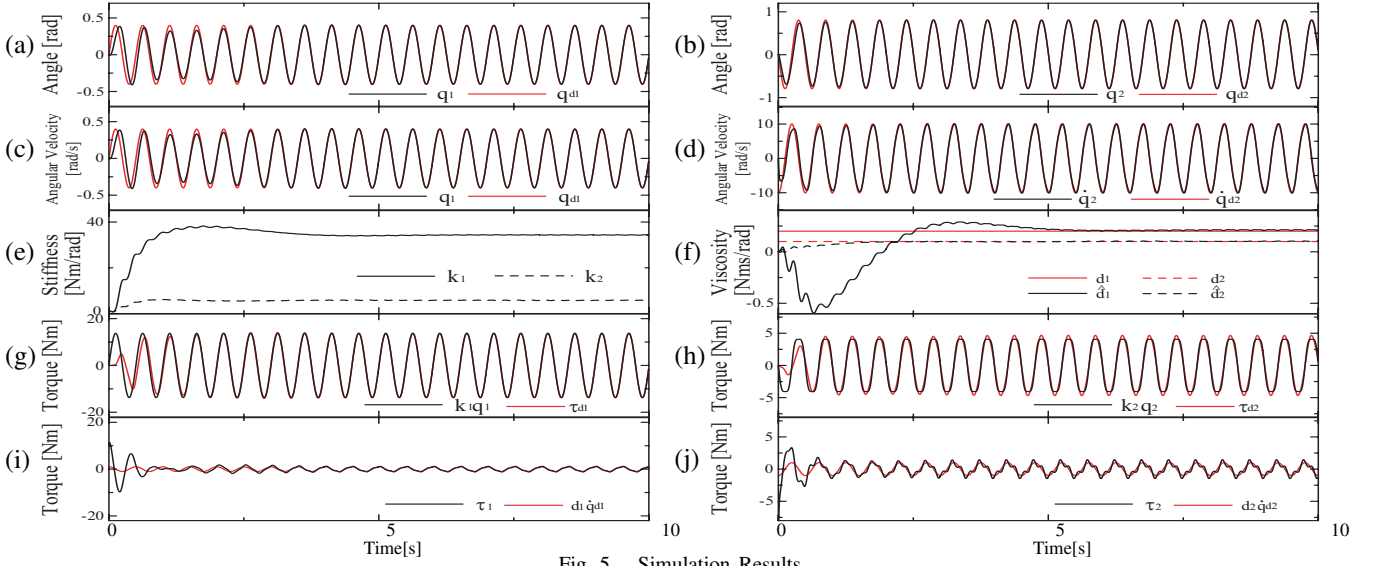 (a)
Angle [rad]
0.5
0
-0.5
q1 qd1
(b)
Angle [rad]
1
0
-1
q2 qd2
(c)
Angular Velocity
[rad/s]
0.5
0
-0.5
q1 qd1
(d)
Angular Velocity
[rad/s]
10
0
-10
q̇2 q̇d2
(e)
Stiffness
[Nm/rad]
40
0
k1 k2
(f)
Viscosity
[Nms/rad]
0
-0.5
d1 d2
d̂1 d̂2
(g)
Torque [Nm]
20
0
-20
k1q1 τd1
(h)
Torque [Nm]
5
0
-5
k2q2 τd2
(i)
Torque [Nm]
20
0
-20
τ1 d1q̇d1
(j)
Torque [Nm]
5
0
-5
τ2 d2q̇d2
0 5 10
Time[s]
0 5 10
Time[s]
Fig. 5. Simulation Results